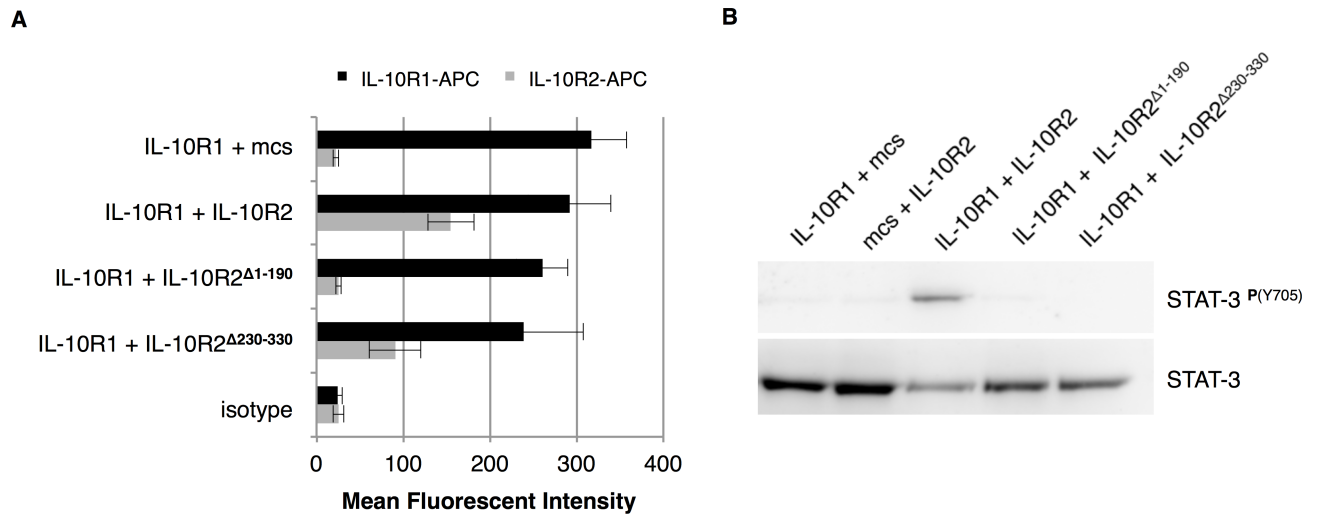 A
IL-10R1-APC IL-10R2-APC
IL-10R1 + mcs
IL-10R1 + IL-10R2
IL-10R1 + IL-10R2Δ1-190
IL-10R1 + IL-10R2Δ230-330
isotype
0 100 200 300 400
Mean Fluorescent Intensity
B
IL-10R1 + mcs
mcs + IL-10R2
IL-10R1 + IL-10R2
IL-10R1 + IL-10R2Δ1-190
IL-10R1 + IL-10R2Δ230-330
STAT-3 P(Y705)
STAT-3